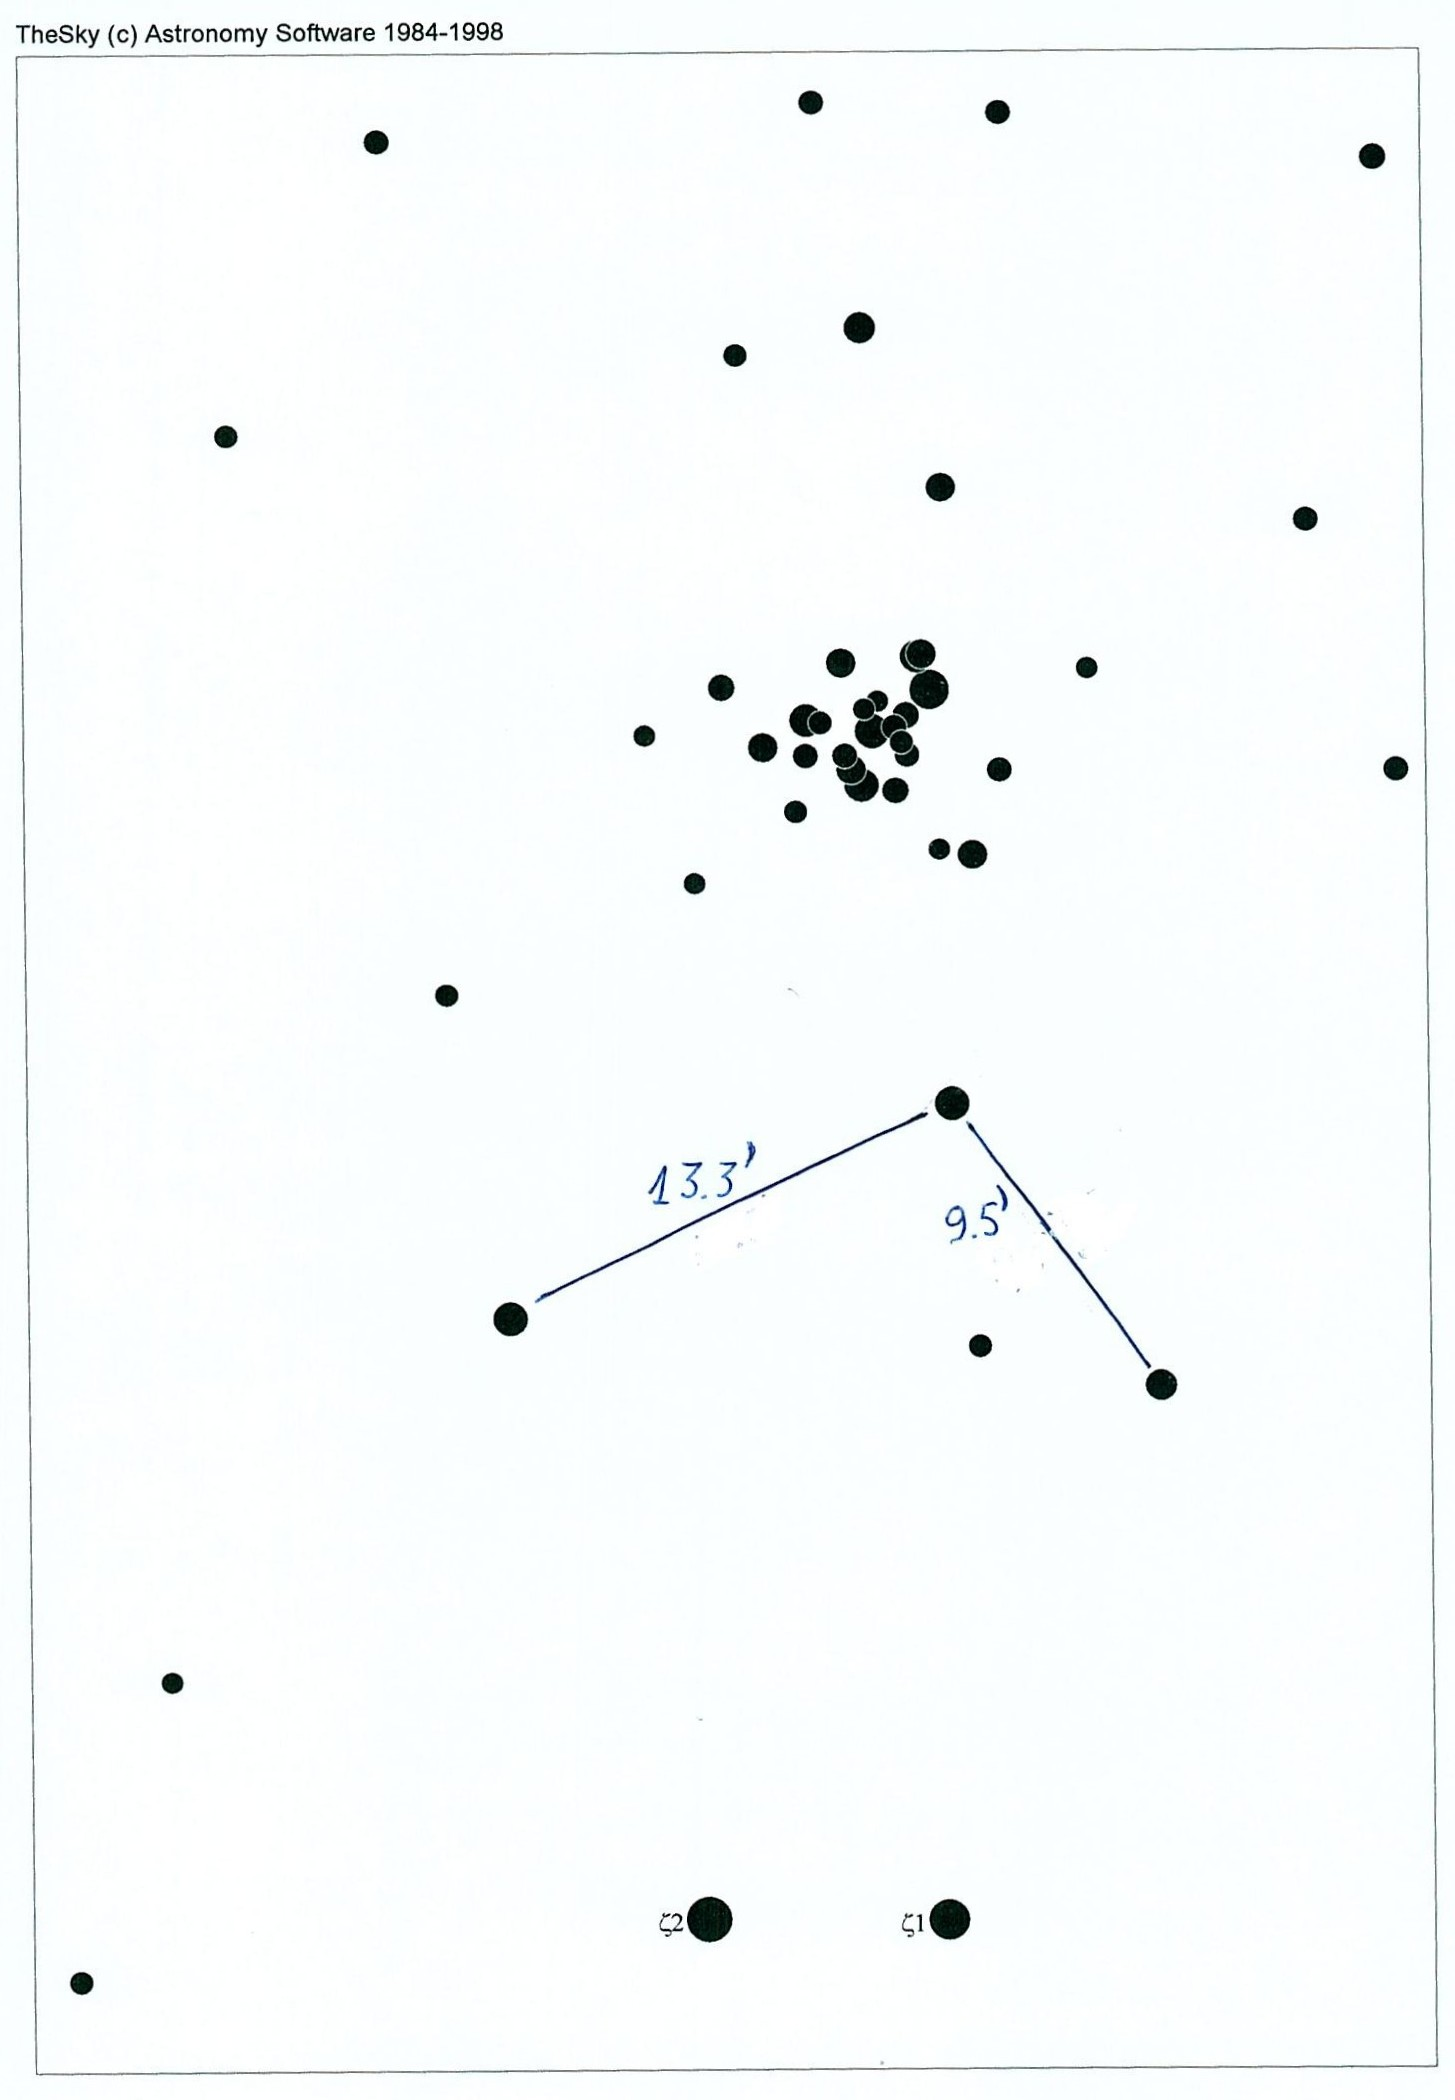 TheSky (c) Astronomy Software 1984-1998
13.3'
9.5'
ζ2
ζ1